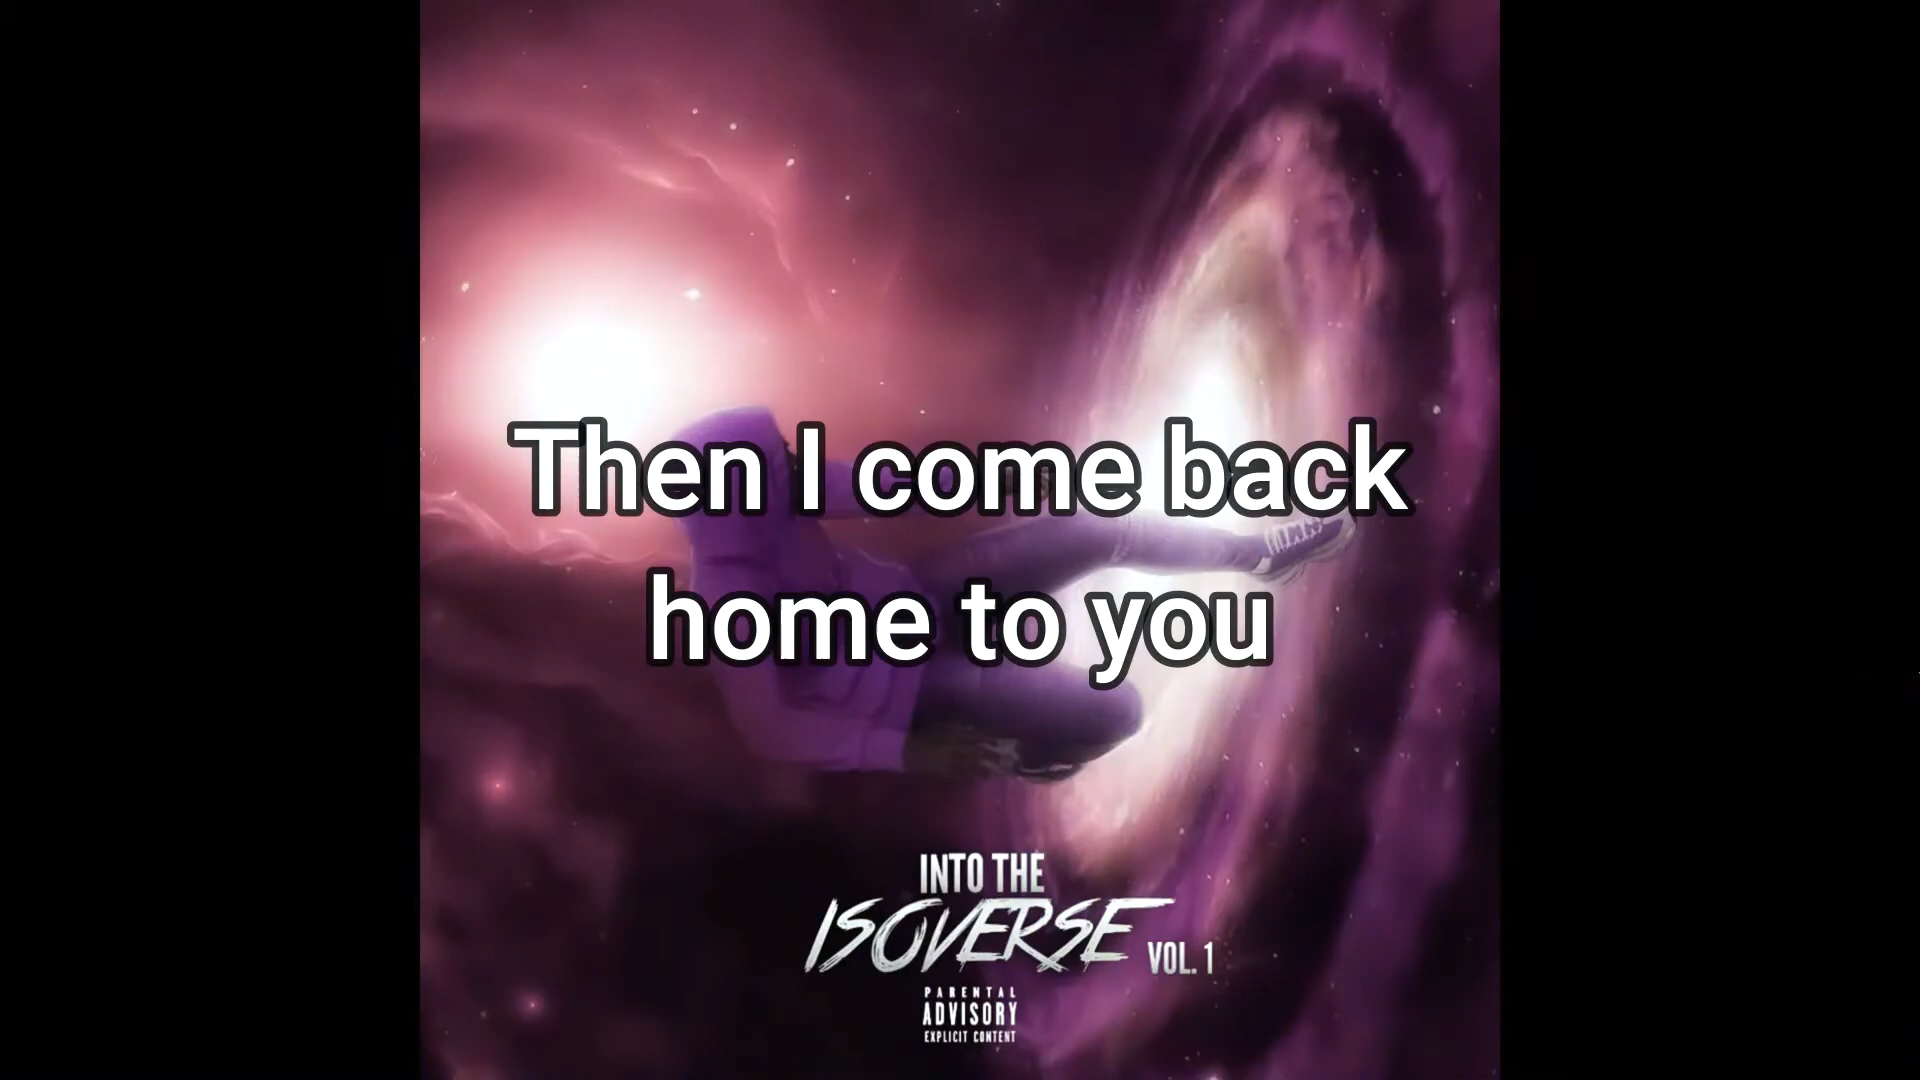 Then I come back
home to you
INTO THE
ISOVERSE VOL. 1
PARENTAL
ADVISORY
EXPLICIT CONTENT